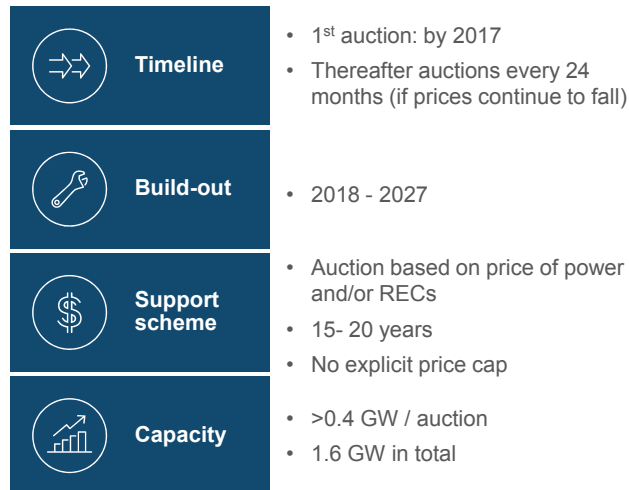 Timeline
• 1st auction: by 2017
• Thereafter auctions every 24
months (if prices continue to fall)
Build-out
• 2018 - 2027
Support
scheme
• Auction based on price of power
and/or RECs
• 15- 20 years
• No explicit price cap
Capacity
• >0.4 GW / auction
• 1.6 GW in total